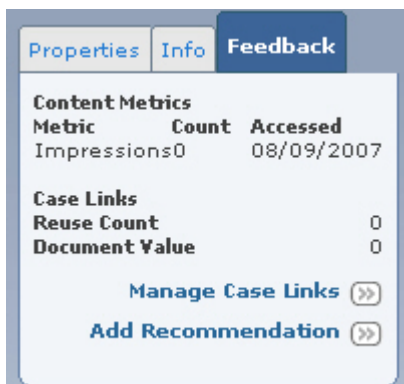 Properties Info Feedback
Content Metrics
Metric Count Accessed
Impressions0 08/09/2007
Case Links
Reuse Count 0
Document Value 0
Manage Case Links
Add Recommendation